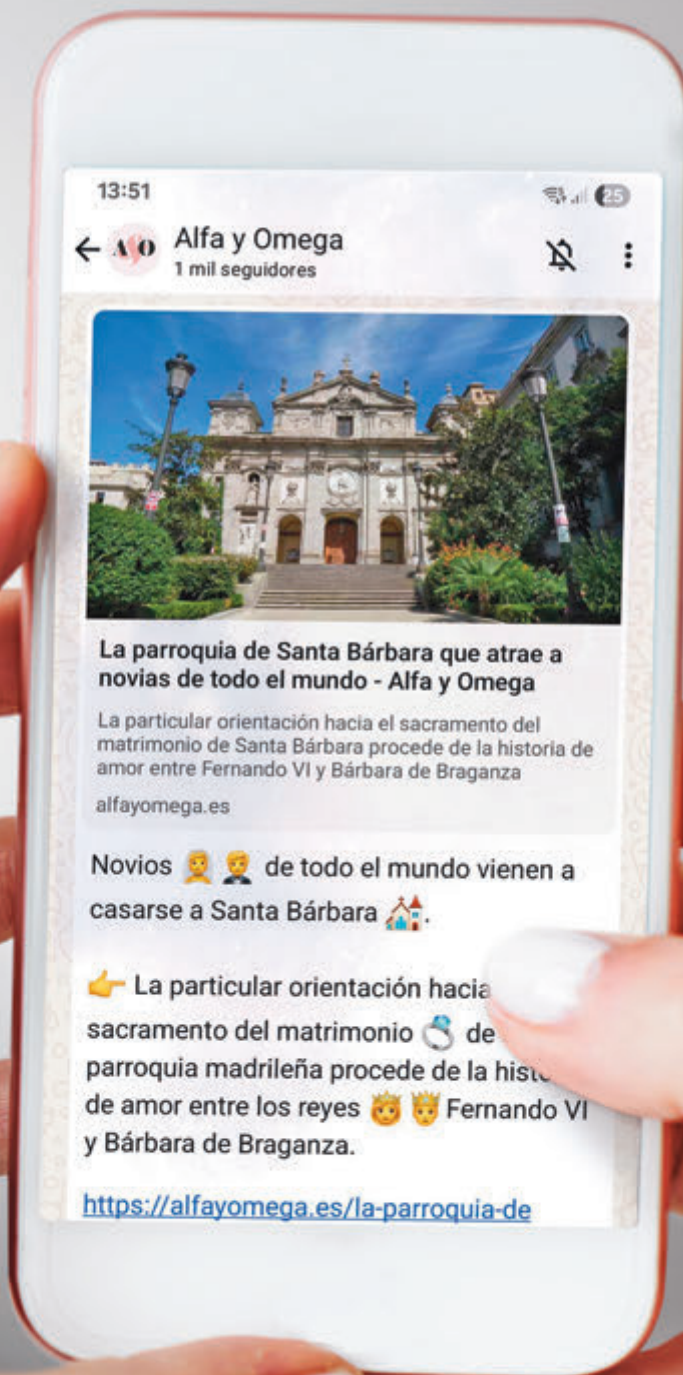 13:51
25
A&O Alfa y Omega
1 mil seguidores
La parroquia de Santa Bárbara que atrae a
novias de todo el mundo - Alfa y Omega
La particular orientación hacia el sacramento del
matrimonio de Santa Bárbara procede de la historia de
amor entre Fernando VI y Bárbara de Braganza
alfayomega.es
Novios 👰 🤵 de todo el mundo vienen a
casarse a Santa Bárbara 💒.
👉 La particular orientación hacia
sacramento del matrimonio 💍 de
parroquia madrileña procede de la
de amor entre los reyes 👸 🤴 Fernando VI
y Bárbara de Braganza.
https://alfayomega.es/la-parroquia-de